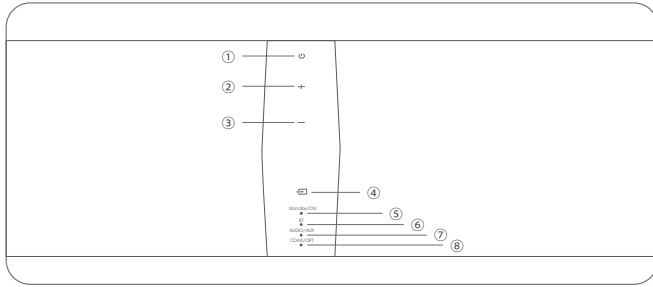 ①
②
③
④
Standby/ON
⑤
BT
⑥
AUDIO/AUX
⑦
COAX/OPT
⑧